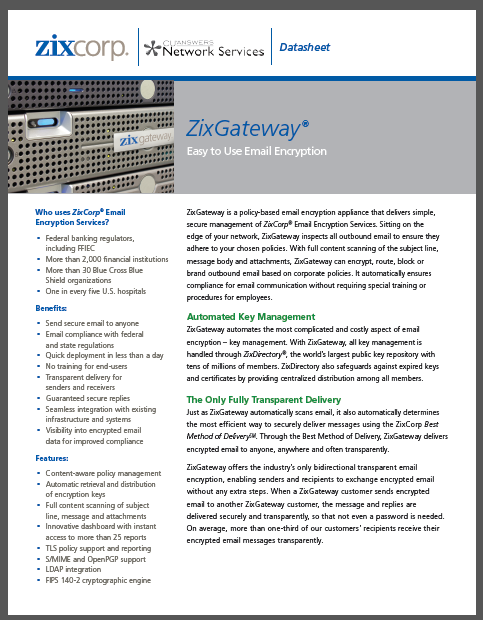 zixcorp.
CU*ANSWERS
Network Services
Datasheet
zixgateway
ZixGateway®
Easy to Use Email Encryption
Who uses ZixCorp® Email
Encryption Services?
• Federal banking regulators,
including FFIEC
• More than 2,000 financial institutions
• More than 30 Blue Cross Blue
Shield organizations
• One in every five U.S. hospitals
Benefits:
• Send secure email to anyone
• Email compliance with federal
and state regulations
• Quick deployment in less than a day
• No training for end-users
• Transparent delivery for
senders and receivers
• Guaranteed secure replies
• Seamless integration with existing
infrastructure and systems
• Visibility into encrypted email
data for improved compliance
Features:
• Content-aware policy management
• Automatic retrieval and distribution
of encryption keys
• Full content scanning of subject
line, message and attachments
• Innovative dashboard with instant
access to more than 25 reports
• TLS policy support and reporting
• S/MIME and OpenPGP support
• LDAP integration
• FIPS 140-2 cryptographic engine
ZixGateway is a policy-based email encryption appliance that delivers simple,
secure management of ZixCorp® Email Encryption Services. Sitting on the
edge of your network, ZixGateway inspects all outbound email to ensure they
adhere to your chosen policies. With full content scanning of the subject line,
message body and attachments, ZixGateway can encrypt, route, block or
brand outbound email based on corporate policies. It automatically ensures
compliance for email communication without requiring special training or
procedures for employees.
Automated Key Management
ZixGateway automates the most complicated and costly aspect of email
encryption – key management. With ZixGateway, all key management is
handled through ZixDirectory®, the world's largest public key repository with
tens of millions of members. ZixDirectory also safeguards against expired keys
and certificates by providing centralized distribution among all members.
The Only Fully Transparent Delivery
Just as ZixGateway automatically scans email, it also automatically determines
the most efficient way to securely deliver messages using the ZixCorp Best
Method of Delivery℠. Through the Best Method of Delivery, ZixGateway delivers
encrypted email to anyone, anywhere and often transparently.
ZixGateway offers the industry's only bidirectional transparent email
encryption, enabling senders and recipients to exchange encrypted email
without any extra steps. When a ZixGateway customer sends encrypted
email to another ZixGateway customer, the message and replies are
delivered securely and transparently, so that not even a password is needed.
On average, more than one-third of our customers' recipients receive their
encrypted email messages transparently.